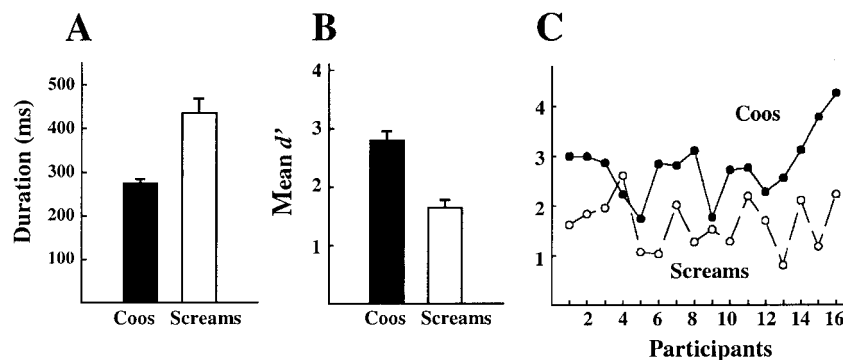 A
Duration (ms)
500
400
300
200
100
Coos Screams
B
Mean d'
4
3
2
1
Coos Screams
C
4
3
2
1
Coos
Screams
2 4 6 8 10 12 14 16
Participants